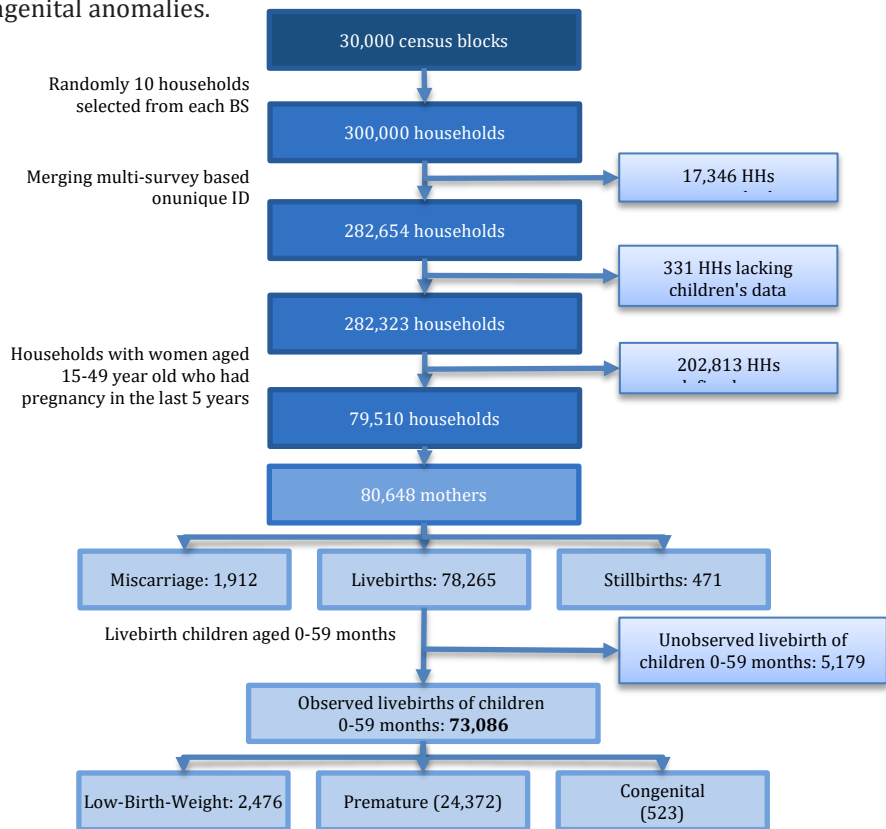 ngenital anomalies.
30,000 census blocks
Randomly 10 households
selected from each BS
300,000 households
Merging multi-survey based
onunique ID
17,346 HHs
282,654 households
331 HHs lacking
children's data
282,323 households
Households with women aged
15-49 year old who had
pregnancy in the last 5 years
202,813 HHs
79,510 households
80,648 mothers
Miscarriage: 1,912
Livebirths: 78,265
Stillbirths: 471
Livebirth children aged 0-59 months
Unobserved livebirth of
children 0-59 months: 5,179
Observed livebirths of children
0-59 months: 73,086
Low-Birth-Weight: 2,476
Premature (24,372)
Congenital
(523)